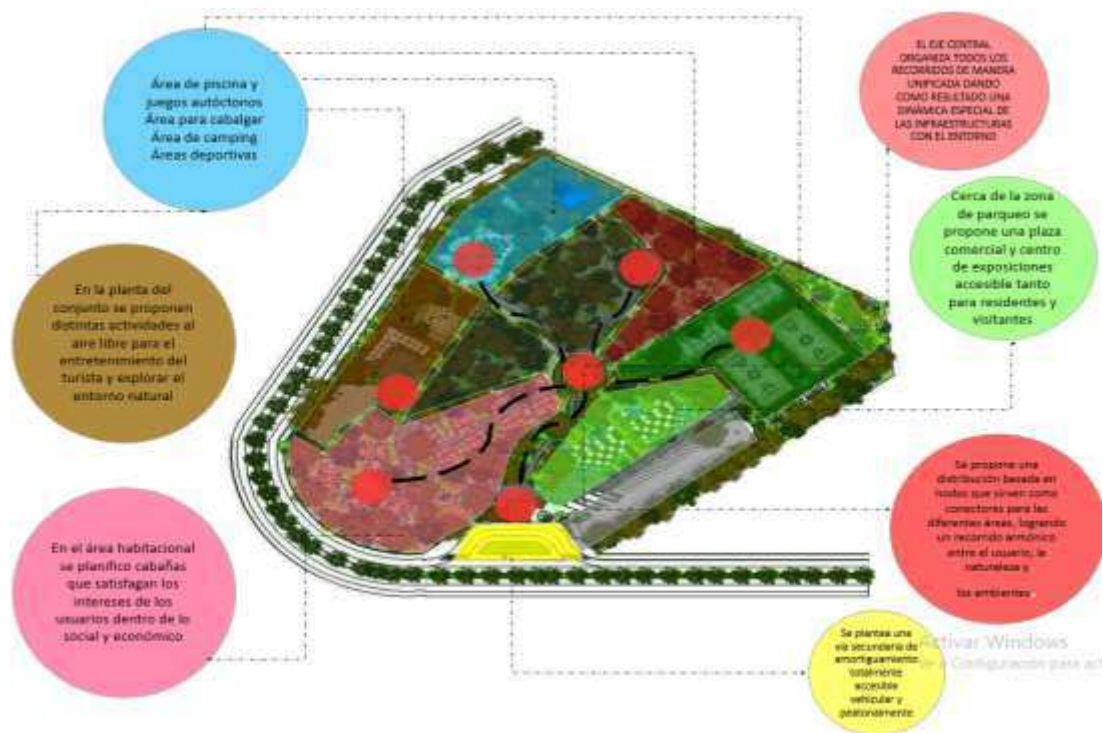 Área de piscina y
juegos autóctonos
Área para cabalgar
Área de camping
Áreas deportivas
En la planta del
conjunto se proponen
distintas actividades al
aire libre para el
entretenimiento del
turista y explorar el
entorno natural
En el área habitacional
se planifico cabañas
que satisfagan los
intereses de los
usuarios dentro de lo
social y económico
EL EJE CENTRAL
ORGANIZA TODOS LOS
RECORRIDOS DE MANERA
UNIFICADA DANDO
COMO RESULTADO UNA
DINÁMICA ESPECIAL DE
LAS INFRAESTRUCTURAS
CON EL ENTORNO
Cerca de la zona
de parqueo se
propone una plaza
comercial y centro
de exposiciones
accesible tanto
para residentes y
visitantes
Se propone una
distribución basada en
nodos que sirven como
conectores para las
diferentes áreas, logrando
un recorrido armónico
entre el usuario, la
naturaleza y
los ambientes.
Se plantea una
vía secundaria de
amortiguamiento
totalmente
accesible
vehicular y
peatonalmente
Activar Windows
a Configuración para act